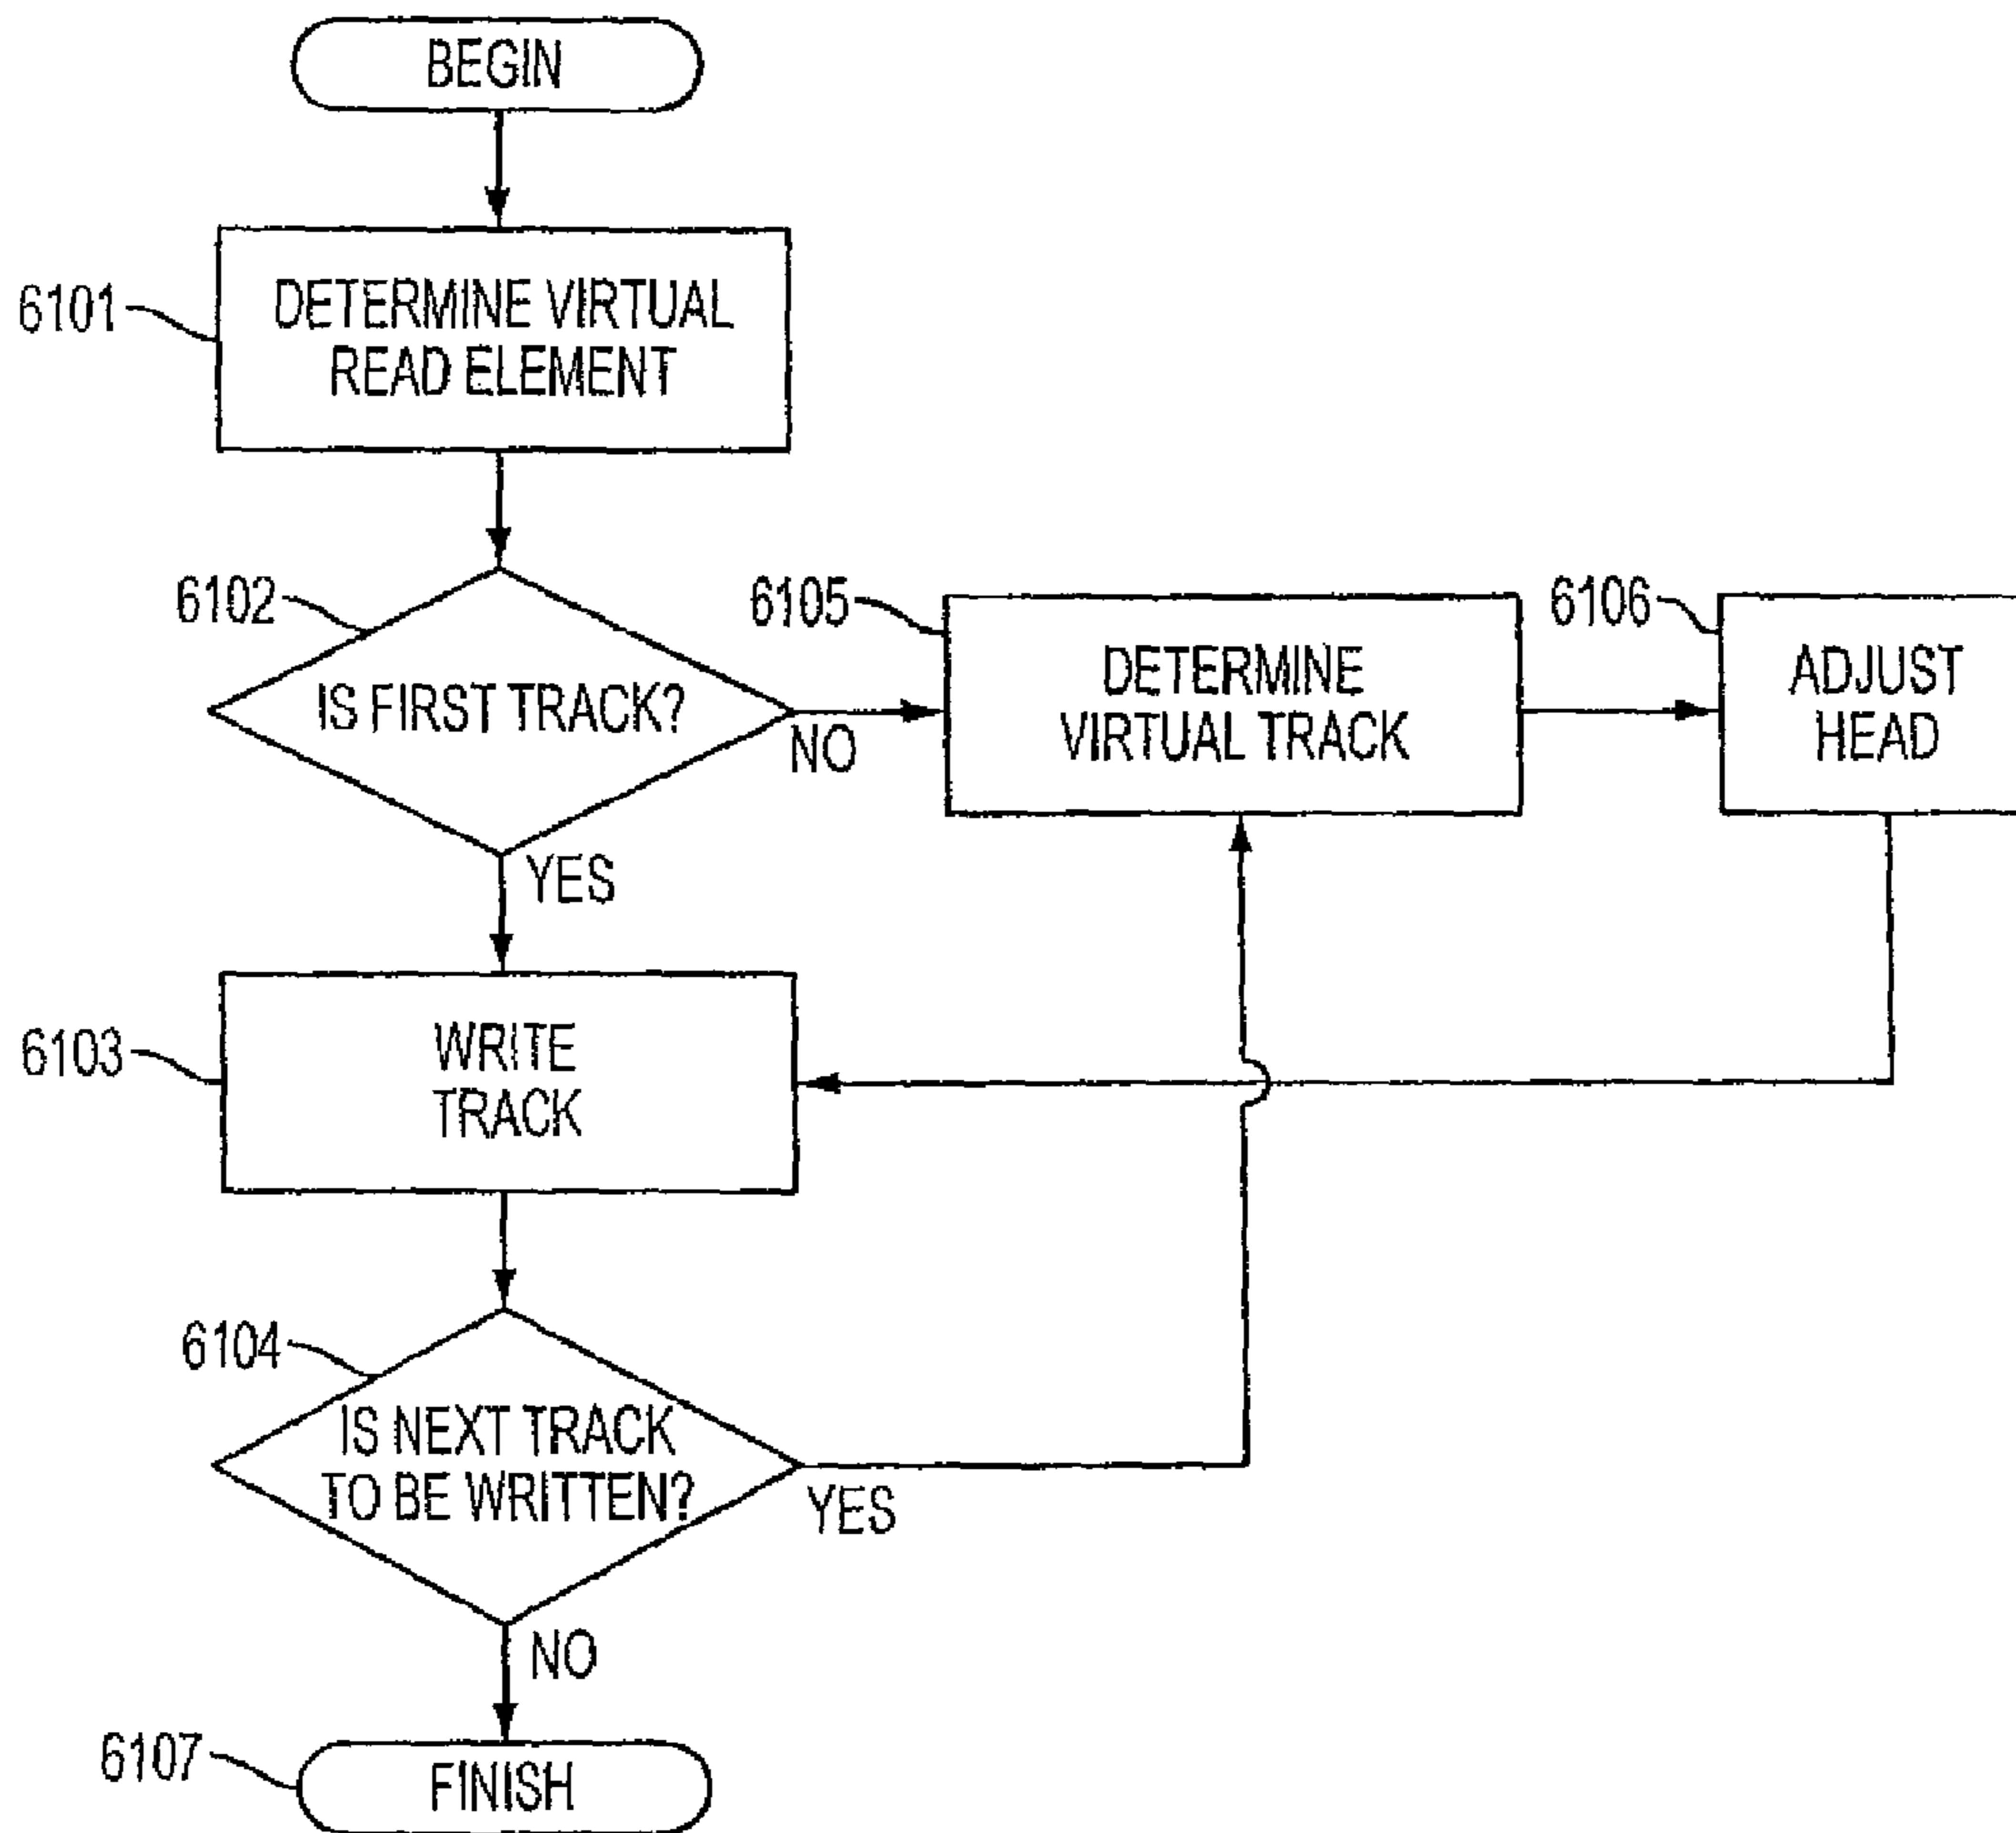 BEGIN
6101
DETERMINE VIRTUAL
READ ELEMENT
6102
IS FIRST TRACK?
NO
YES
6105
DETERMINE
VIRTUAL TRACK
6106
ADJUST
HEAD
6103
WRITE
TRACK
6104
IS NEXT TRACK
TO BE WRITTEN?
YES
NO
6107
FINISH